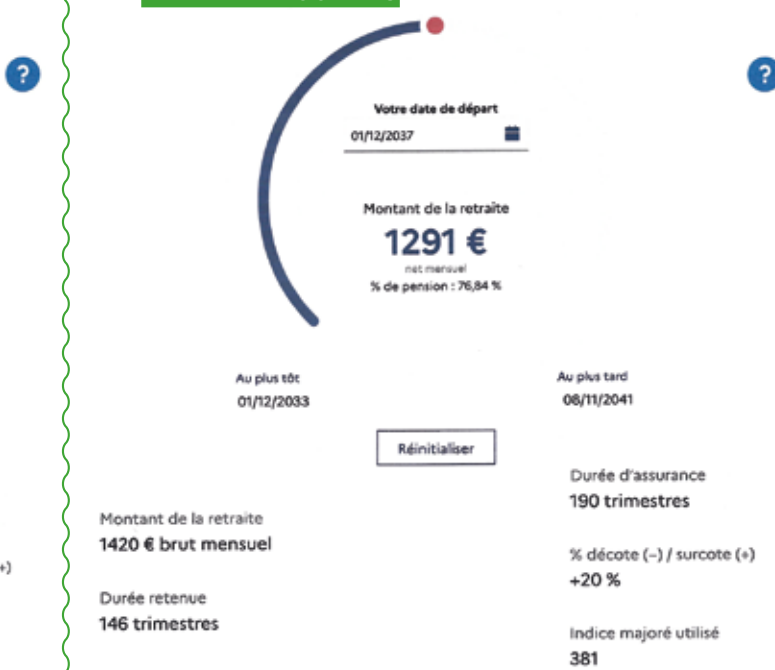 ?
?
Votre date de départ
01/12/2037
Montant de la retraite
1291 €
net mensuel
% de pension : 76,84 %
Au plus tôt
01/12/2033
Au plus tard
08/11/2041
Réinitialiser
Durée d'assurance
190 trimestres
Montant de la retraite
1420 € brut mensuel
% décote (-) / surcote (+)
+20 %
+)
Durée retenue
146 trimestres
Indice majoré utilisé
381